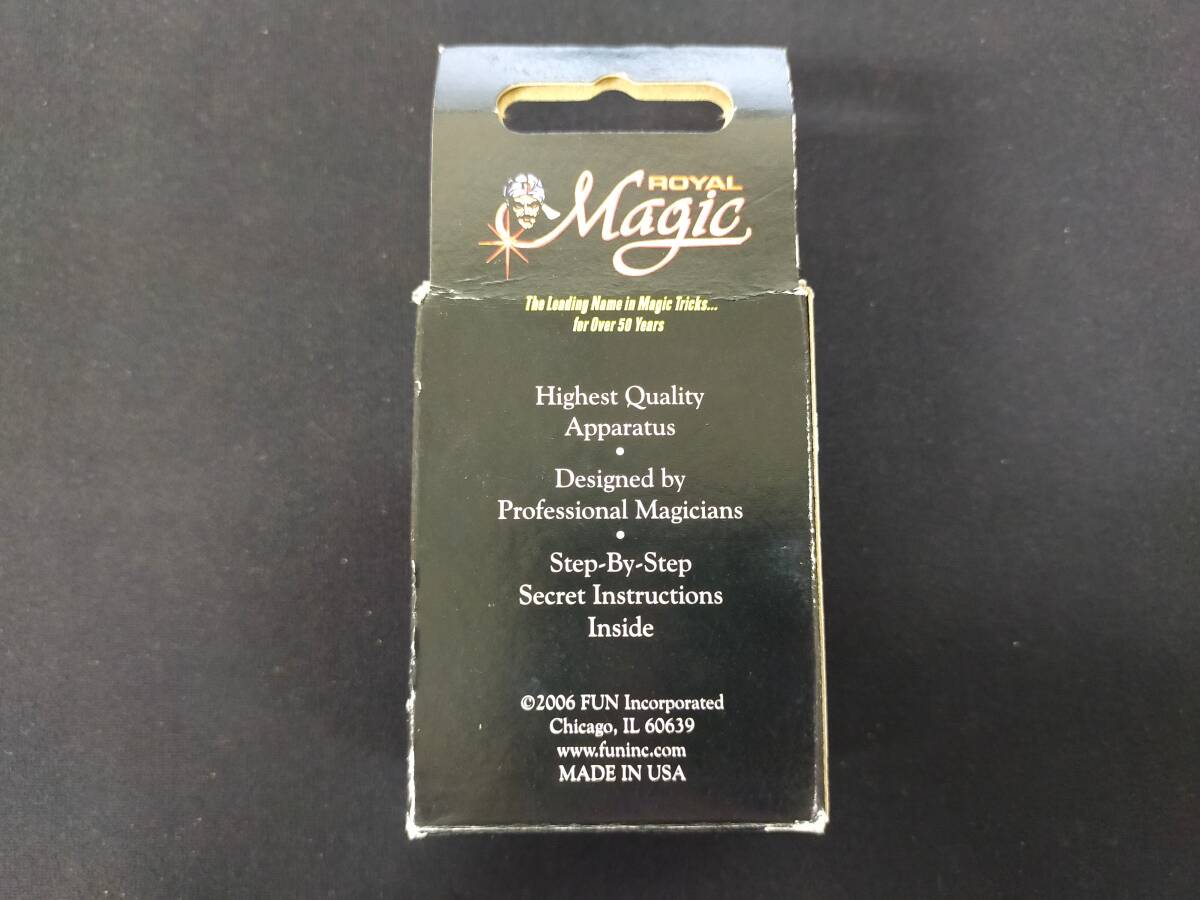 ROYAL
Magic
The Leading Name in Magic Tricks...
for Over 50 Years
Highest Quality
Apparatus
•
Designed by
Professional Magicians
•
Step-By-Step
Secret Instructions
Inside
©2006 FUN Incorporated
Chicago, IL 60639
www.funinc.com
MADE IN USA